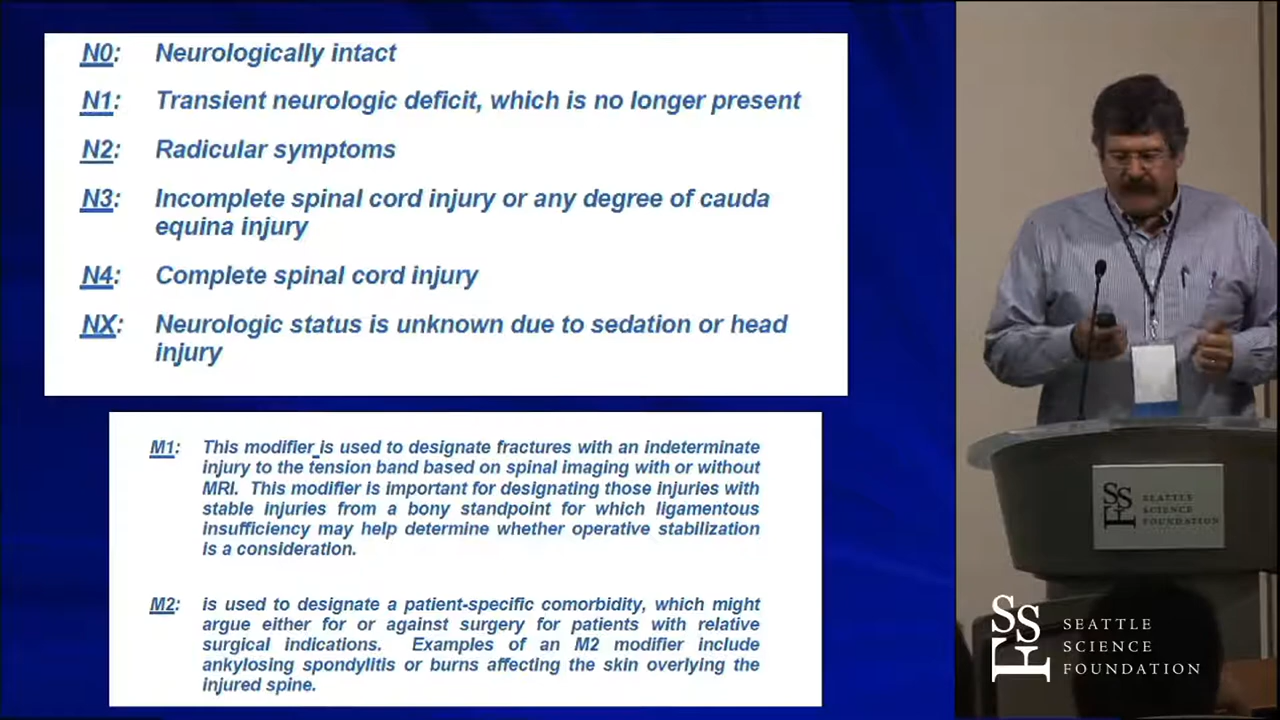 N0: Neurologically intact
N1: Transient neurologic deficit, which is no longer present
N2: Radicular symptoms
N3: Incomplete spinal cord injury or any degree of cauda
equina injury
N4: Complete spinal cord injury
NX: Neurologic status is unknown due to sedation or head
injury
M1: This modifier is used to designate fractures with an indeterminate
injury to the tension band based on spinal imaging with or without
MRI. This modifier is important for designating those injuries with
stable injuries from a bony standpoint for which ligamentous
insufficiency may help determine whether operative stabilization
is a consideration.
M2: is used to designate a patient-specific comorbidity, which might
argue either for or against surgery for patients with relative
surgical indications. Examples of an M2 modifier include
ankylosing spondylitis or burns affecting the skin overlying the
injured spine.
SSF
SEATTLE
SCIENCE
FOUNDATION
SSF
SEATTLE
SCIENCE
FOUNDATION